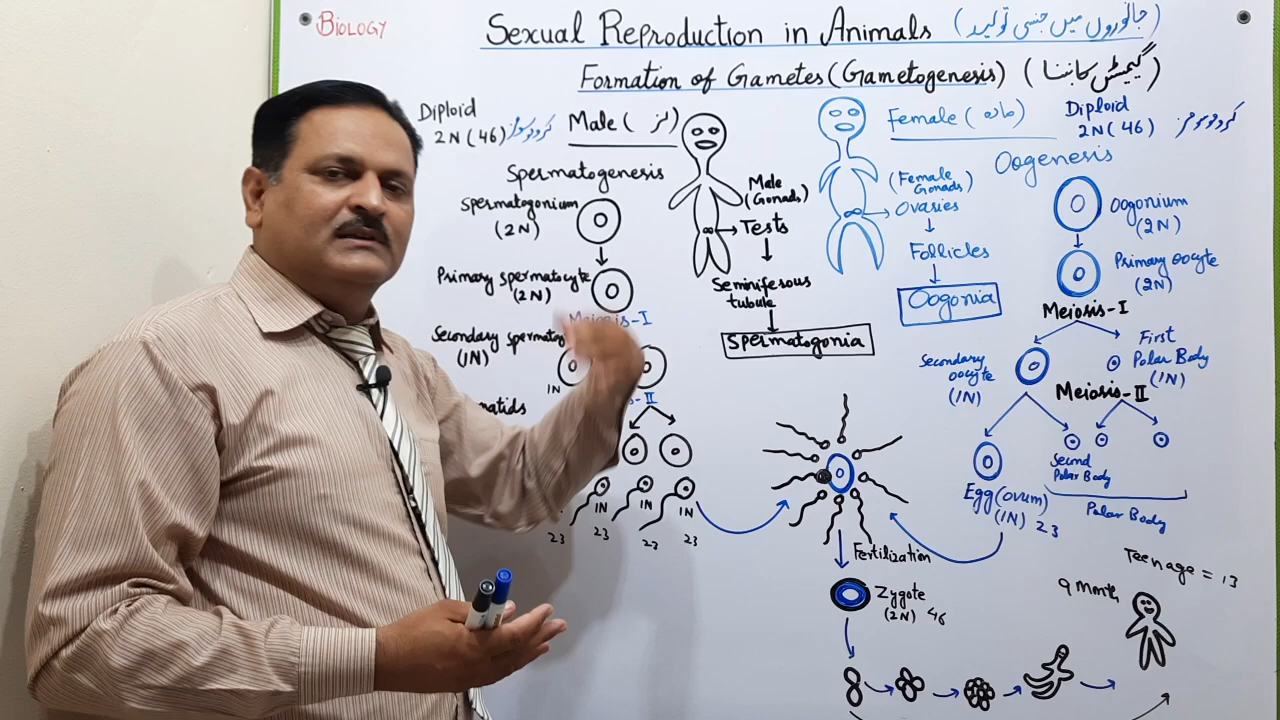 BIOLOGY
Sexual Reproduction in Animals (جانوروں میں جنسی تولید)
Formation of Gametes (Gametogenesis) (گیمیٹس کا بننا)
Diploid
2N (46) کروموسومز
Male (نر)
Spermatogenesis
Spermatogonium
(2N)
Primary spermatocyte
(2N)
Meiosis-I
Secondary spermato
(1N)
1N
-II
matids
1N
1N
1N
23
23
23
23
Male
(Gonads)
Tests
Seminiferous
tubule
Spermatogonia
Female (مادہ)
(Female
Gonads)
Ovaries
Follicles
Oogonia
Diploid
2N (46) کروموسومز
Oogenesis
Oogonium
(2N)
Primary oocyte
(2N)
Meiosis-I
Secondary
oocyte
(1N)
First
Polar Body
(1N)
Meiosis-II
Second
Polar Body
Egg (ovum)
(1N) 23
Polar Body
Fertilization
Zygote
(2N) 46
9 month
Teenage = 13